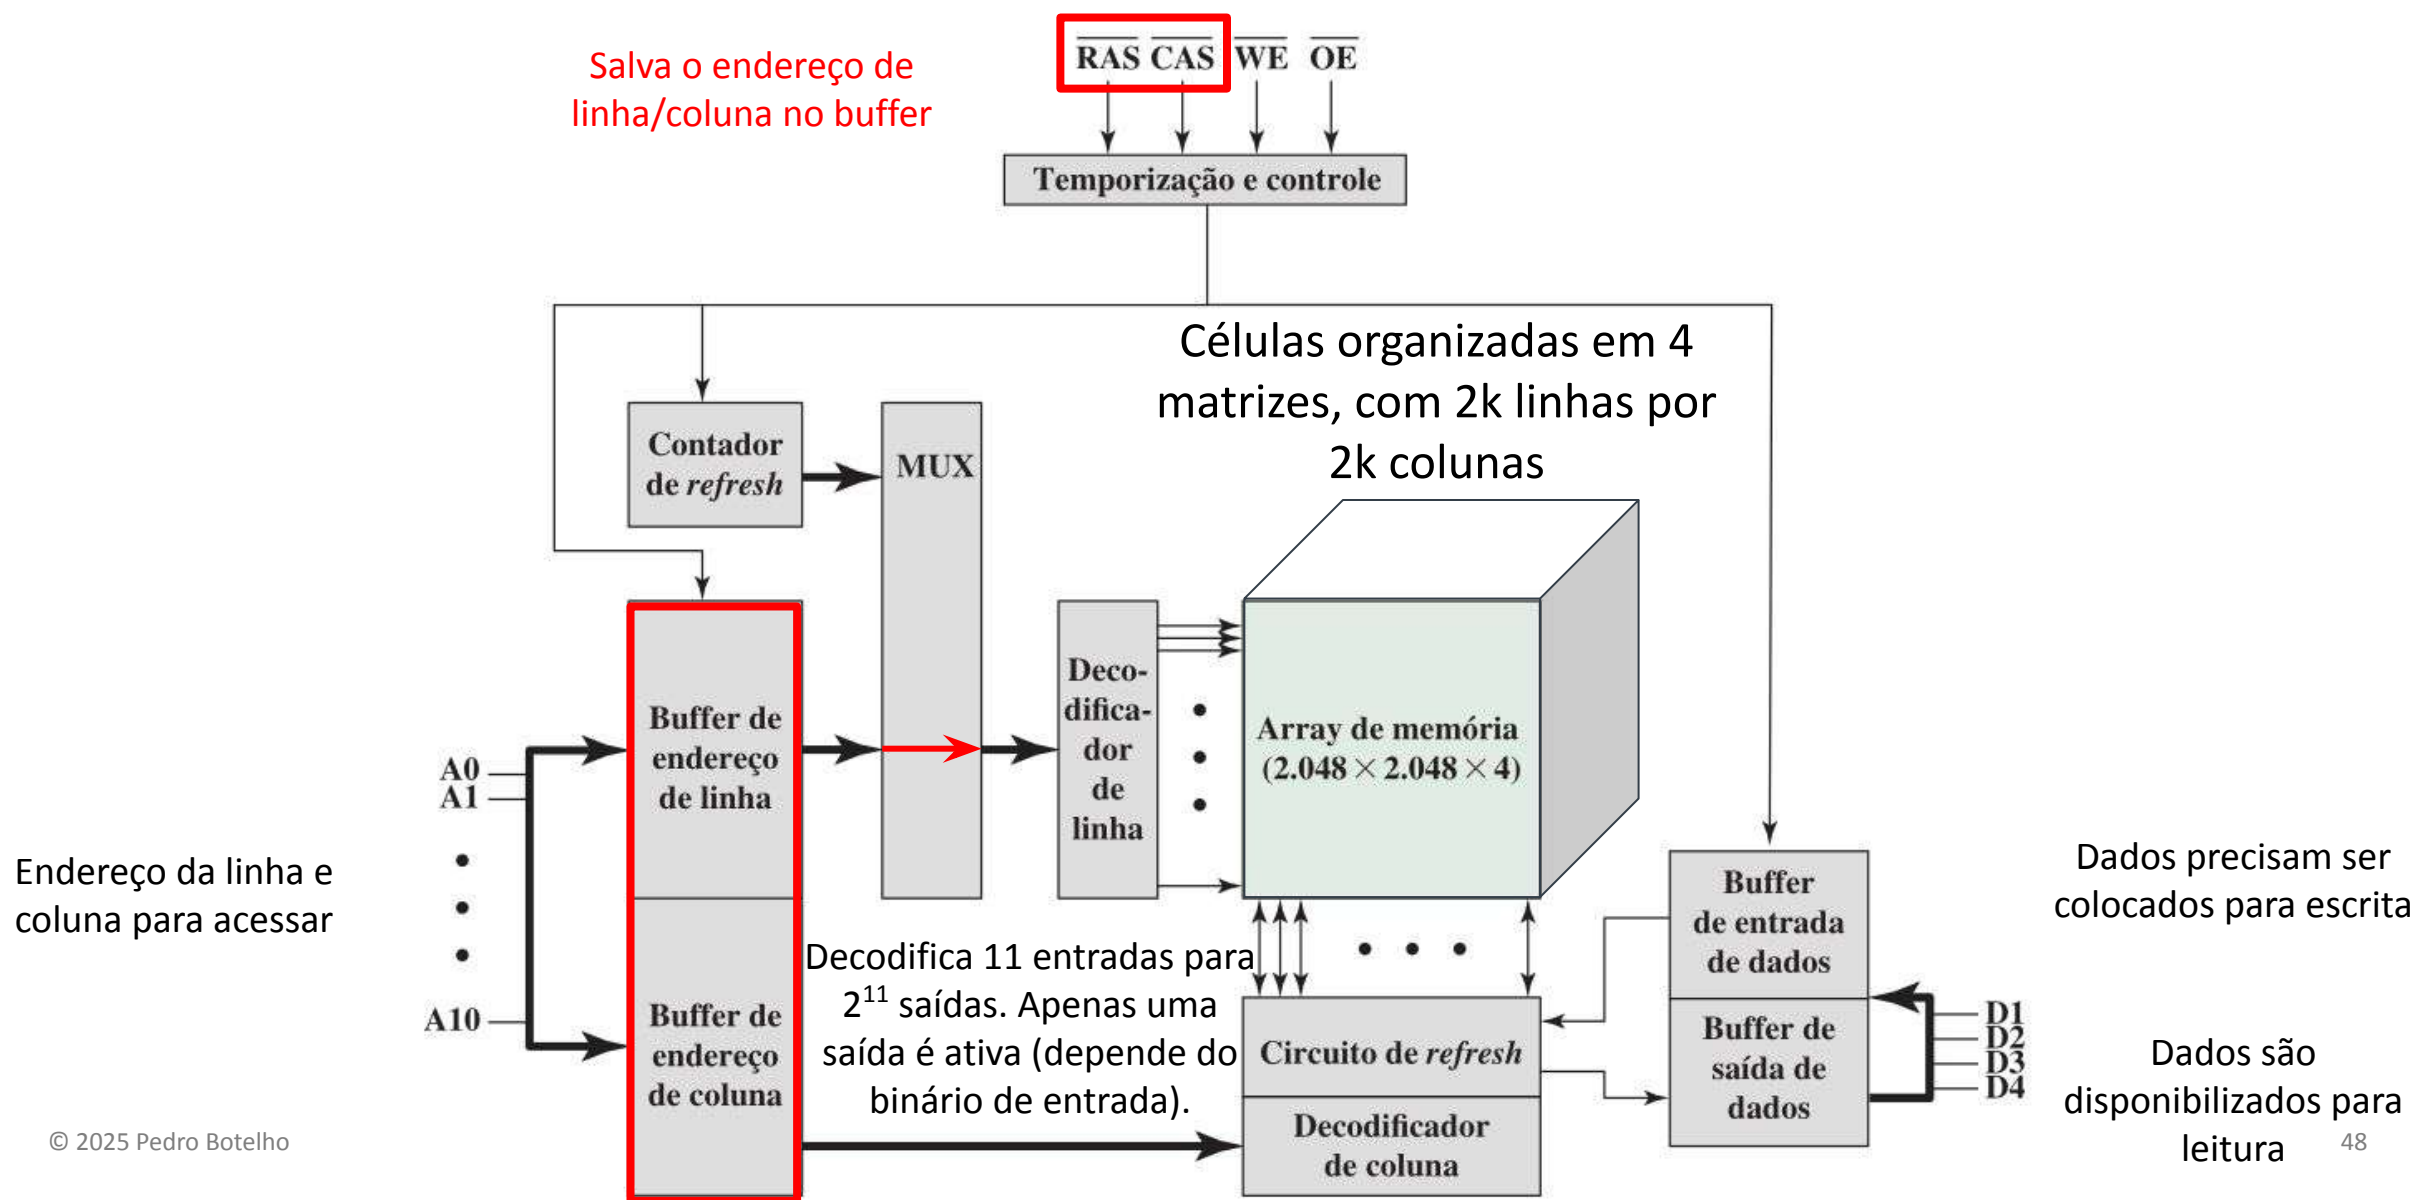 Salva o endereço de
linha/coluna no buffer
RAS CAS WE OE
Temporização e controle
Células organizadas em 4
matrizes, com 2k linhas por
2k colunas
Contador
de refresh
MUX
Buffer de
endereço
de linha
Deco-
difica-
dor
de
linha
Array de memória
(2.048 × 2.048 × 4)
A0
A1
A10
Endereço da linha e
coluna para acessar
Buffer de
endereço
de coluna
Decodifica 11 entradas para
2¹¹ saídas. Apenas uma
saída é ativa (depende do
binário de entrada).
Circuito de refresh
Decodificador
de coluna
Buffer
de entrada
de dados
Buffer de
saída de
dados
D1
D2
D3
D4
Dados precisam ser
colocados para escrita
Dados são
disponibilizados para
leitura
© 2025 Pedro Botelho
48